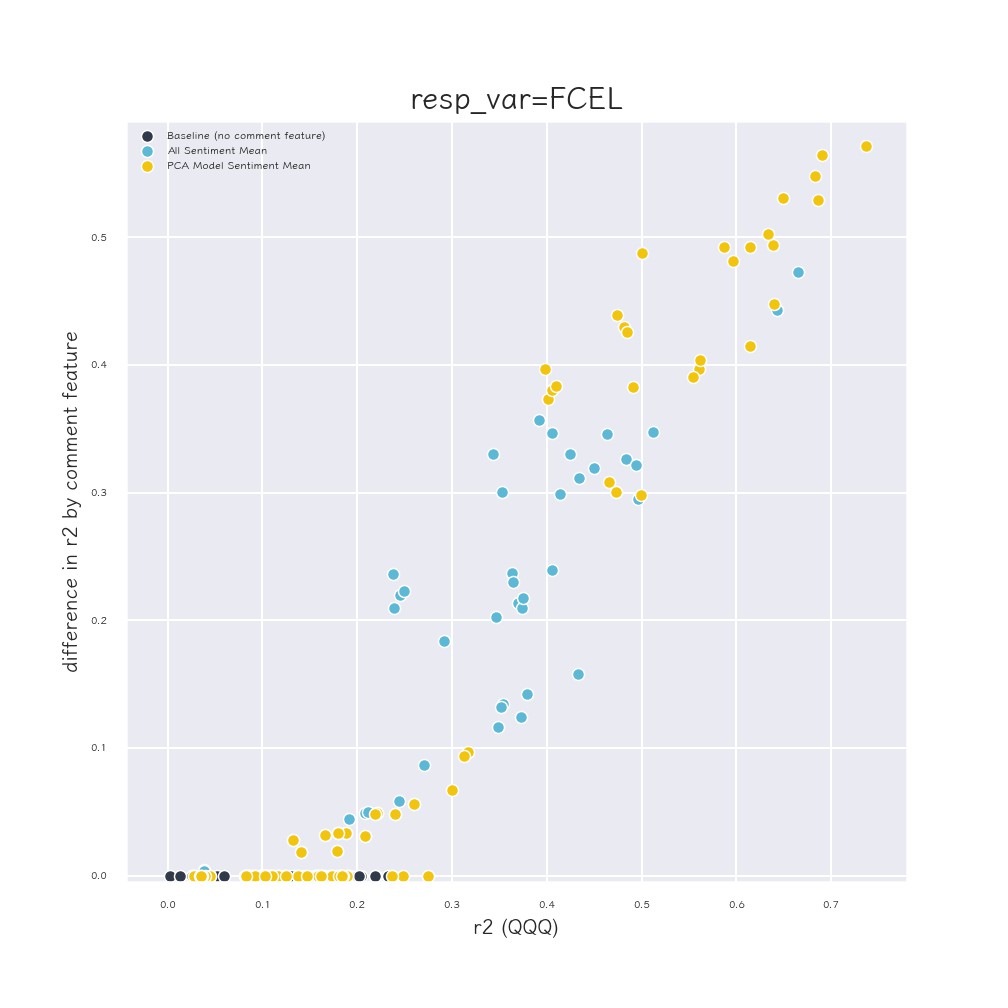 resp_var=FCEL
Baseline (no comment feature)
All Sentiment Mean
PCA Model Sentiment Mean
difference in r2 by comment feature
0.5
0.4
0.3
0.2
0.1
0.0
0.0 0.1 0.2 0.3 0.4 0.5 0.6 0.7
r2 (QQQ)